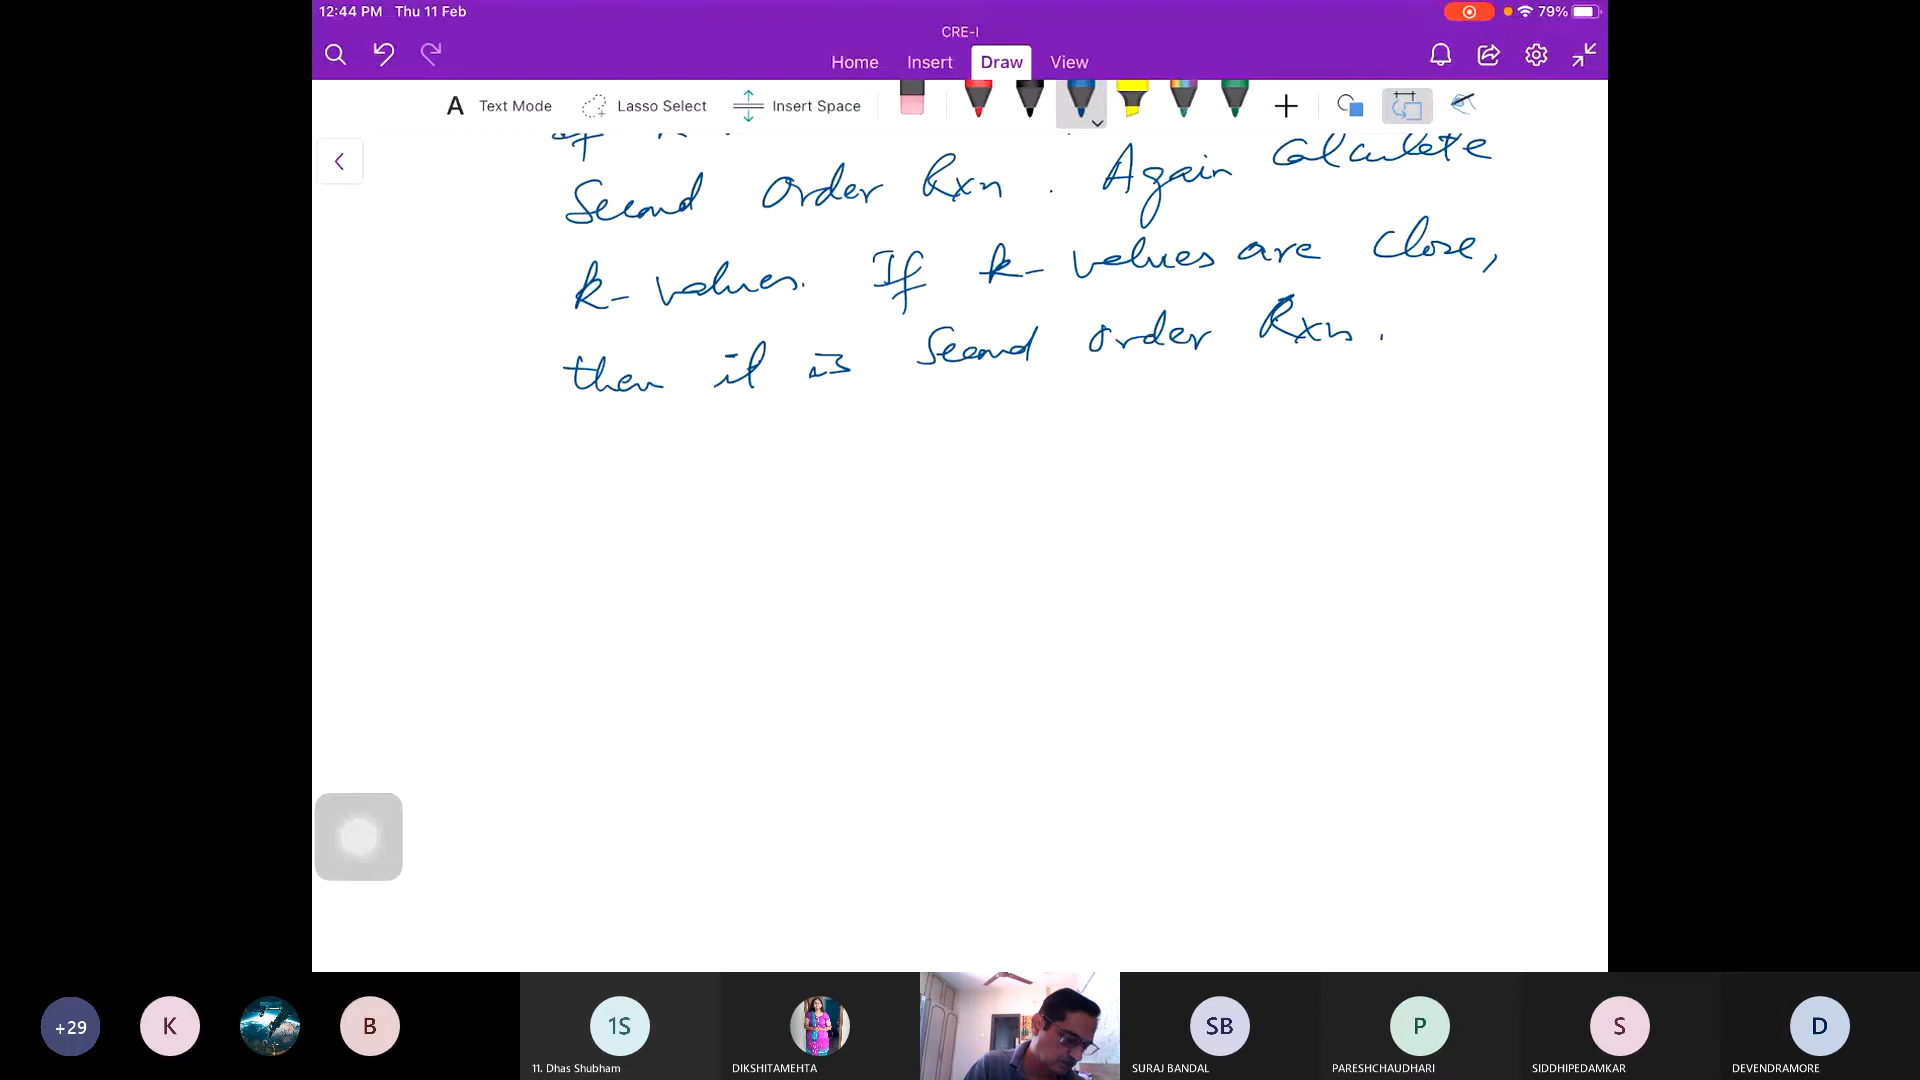 12:44 PM Thu 11 Feb
79%
CRE-I
Home Insert Draw View
A Text Mode Lasso Select Insert Space
If k
Second Order Rxn. Again Calculate
k- values. If k- values are close,
then it is Second order Rxn.
+29 K B 1S SB P S D
11. Dhas Shubham DIKSHITAMEHTA SURAJ BANDAL PARESHCHAUDHARI SIDDHIPEDAMKAR DEVENDRAMORE